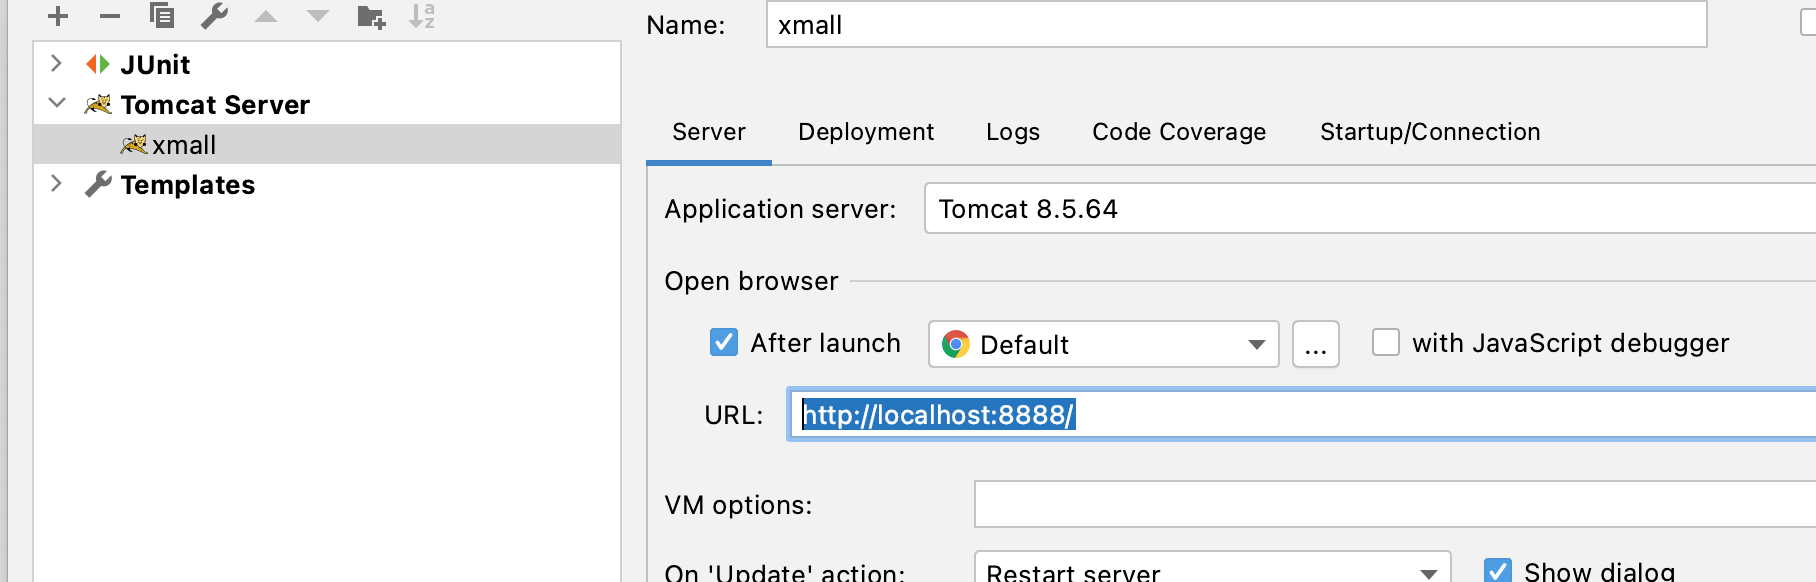 Name: xmall
JUnit
Tomcat Server
xmall
Templates
Server Deployment Logs Code Coverage Startup/Connection
Application server: Tomcat 8.5.64
Open browser
After launch Default ... with JavaScript debugger
URL: http://localhost:8888/
VM options:
On 'Update' action: Restart server Show dialog